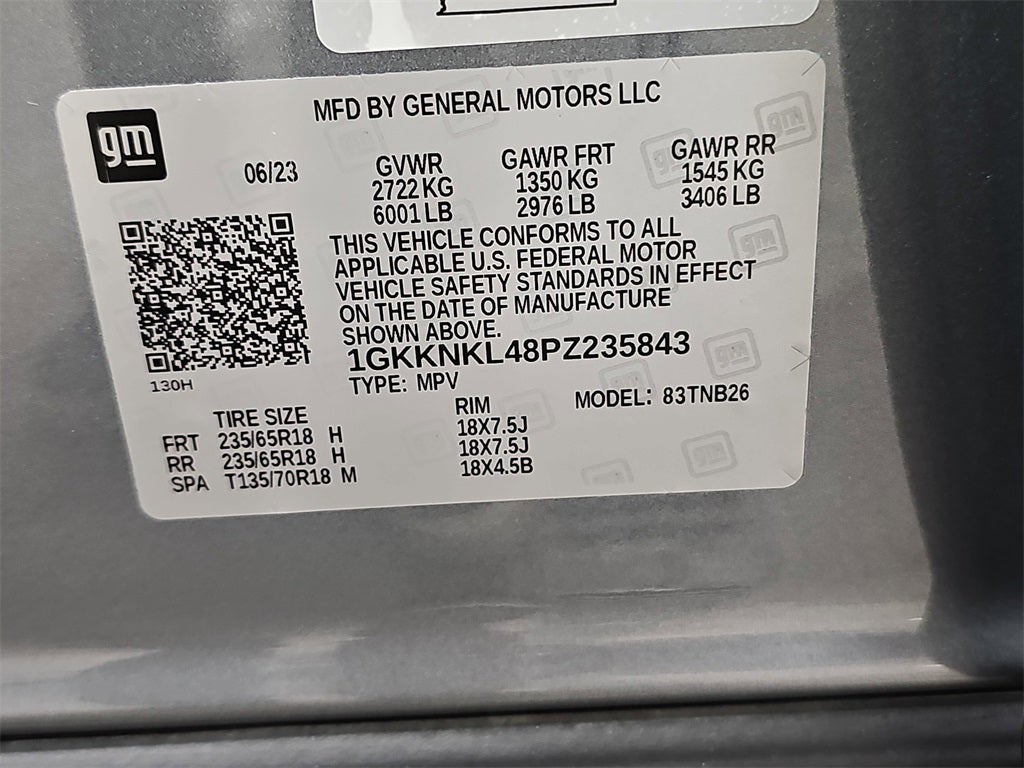 MFD BY GENERAL MOTORS LLC
gm
06/23
GVWR GAWR FRT GAWR RR
2722 KG 1350 KG 1545 KG
6001 LB 2976 LB 3406 LB
THIS VEHICLE CONFORMS TO ALL
APPLICABLE U.S. FEDERAL MOTOR
VEHICLE SAFETY STANDARDS IN EFFECT
ON THE DATE OF MANUFACTURE
SHOWN ABOVE.
1GKKNKL48PZ235843
130H
TYPE: MPV MODEL: 83TNB26
TIRE SIZE RIM
FRT 235/65R18 H 18X7.5J
RR 235/65R18 H 18X7.5J
SPA T135/70R18 M 18X4.5B